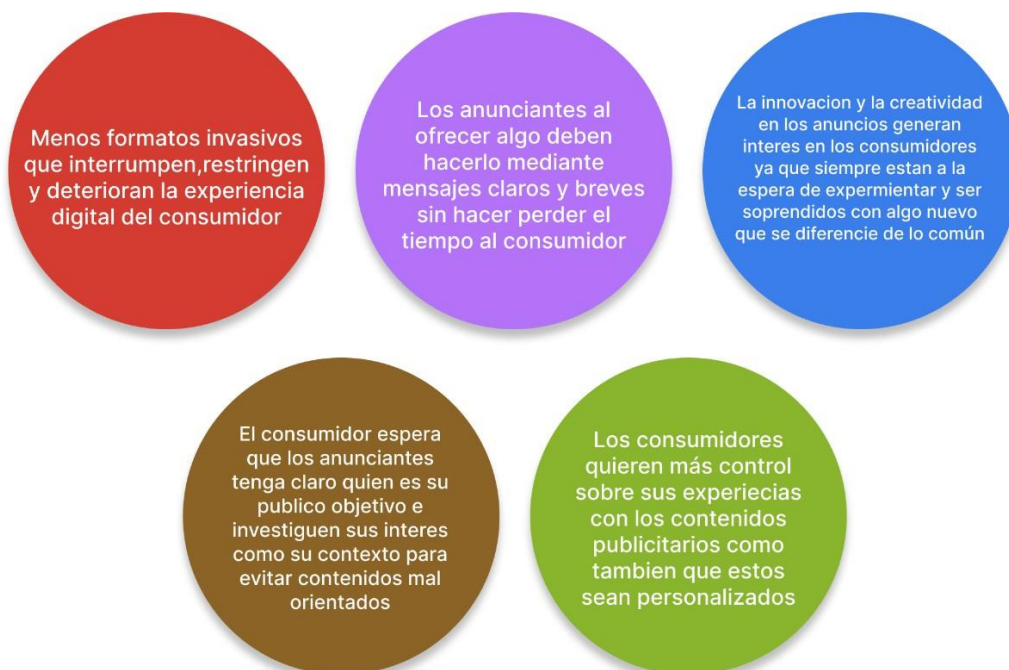 Menos formatos invasivos
que interrumpen,restringen
y deterioran la experiencia
digital del consumidor
Los anunciantes al
ofrecer algo deben
hacerlo mediante
mensajes claros y breves
sin hacer perder el
tiempo al consumidor
La innovacion y la creatividad
en los anuncios generan
interes en los consumidores
ya que siempre estan a la
espera de expermientar y ser
soprendidos con algo nuevo
que se diferencie de lo común
El consumidor espera
que los anunciantes
tenga claro quien es su
publico objetivo e
investiguen sus interes
como su contexto para
evitar contenidos mal
orientados
Los consumidores
quieren más control
sobre sus experiecias
con los contenidos
publicitarios como
tambien que estos
sean personalizados